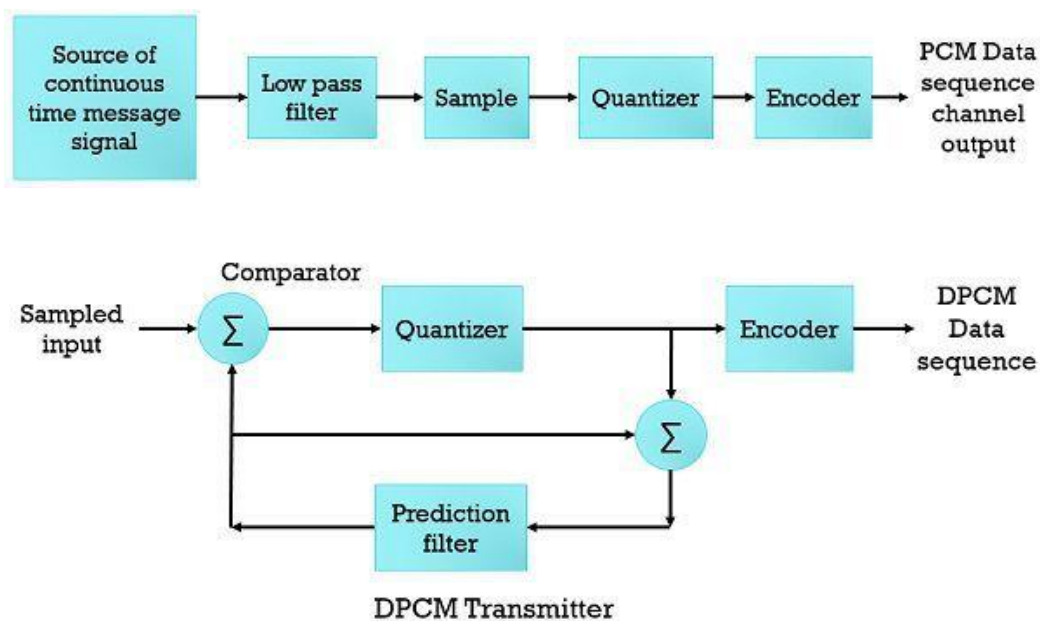 Source of
continuous
time message
signal
Low pass
filter
Sample
Quantizer
Encoder
PCM Data
sequence
channel
output
Comparator
Sampled
input
∑
Quantizer
Encoder
DPCM
Data
sequence
∑
Prediction
filter
DPCM Transmitter